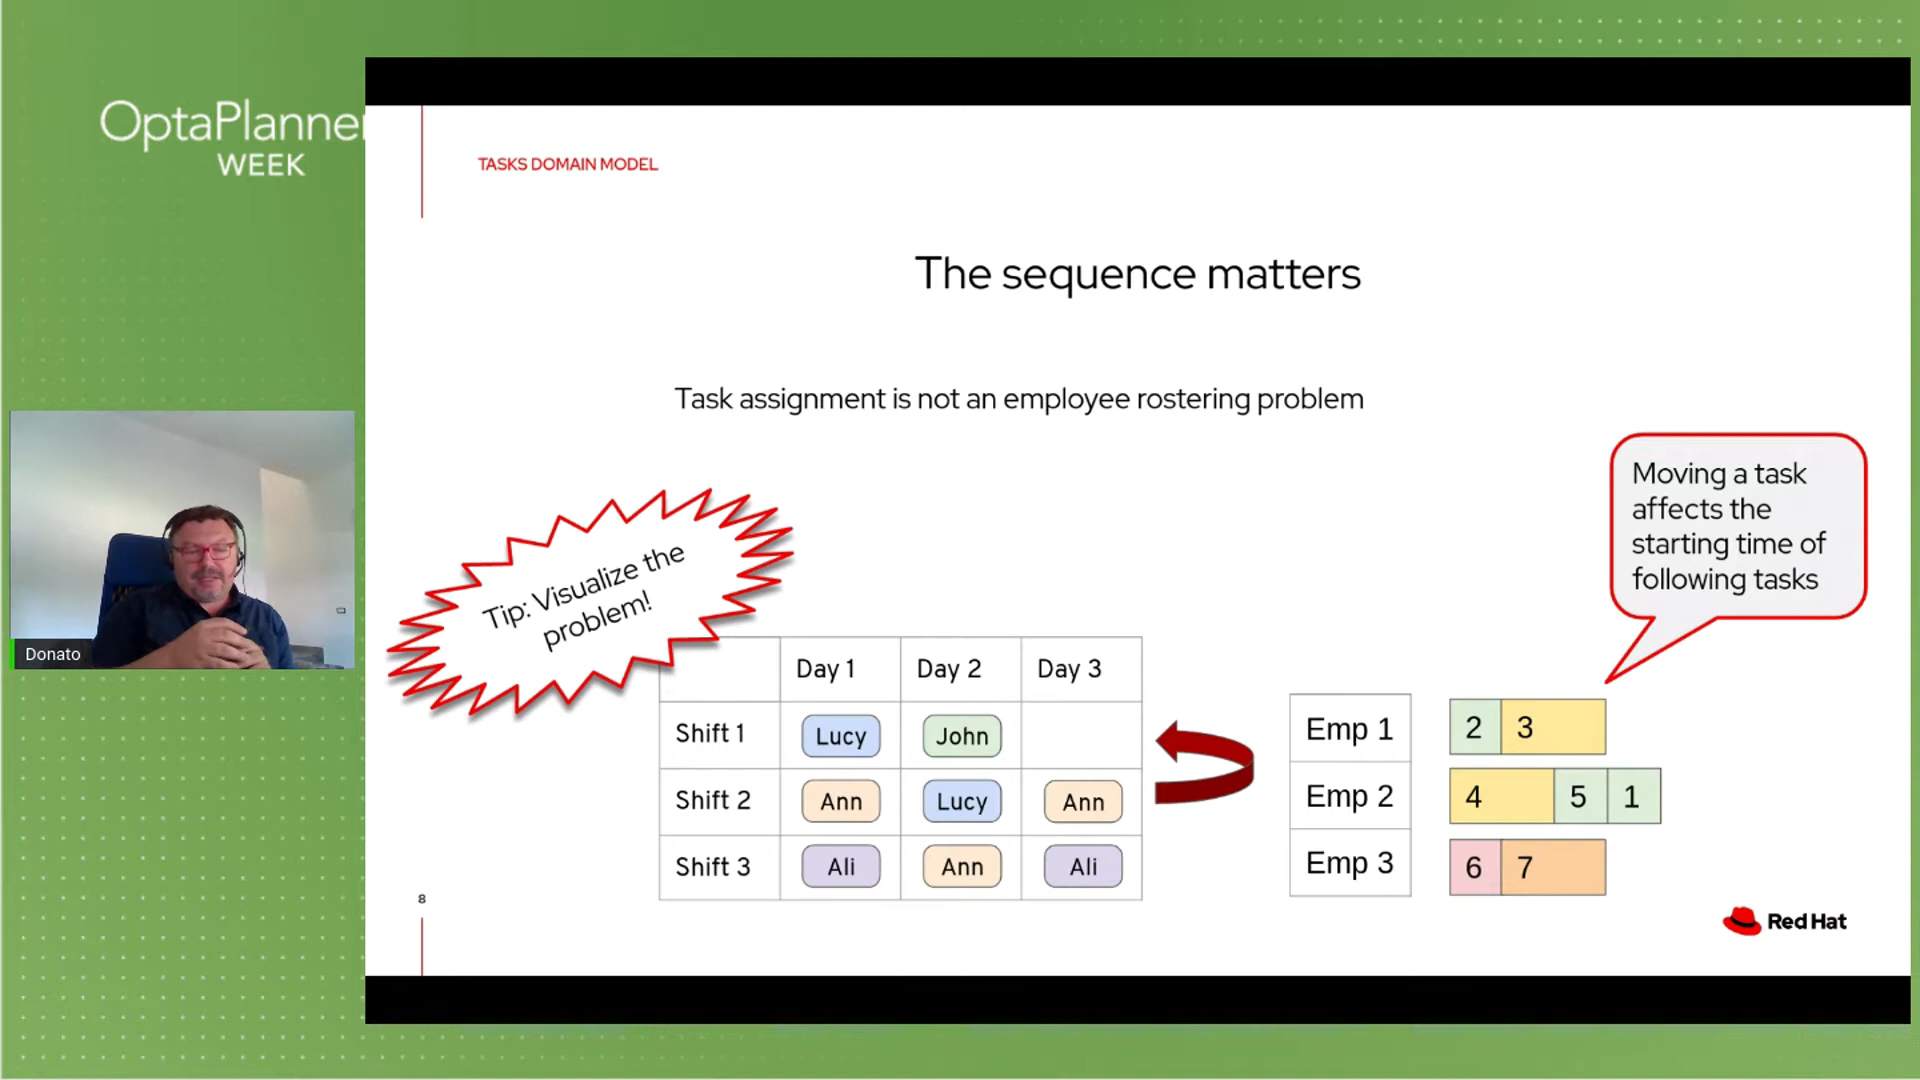 OptaPlanner
WEEK
TASKS DOMAIN MODEL
The sequence matters
Task assignment is not an employee rostering problem
Moving a task
affects the
starting time of
following tasks
Tip: Visualize the
problem!
Day 1 Day 2 Day 3
Shift 1 Lucy John
Shift 2 Ann Lucy Ann
Shift 3 Ali Ann Ali
Emp 1 2 3
Emp 2 4 5 1
Emp 3 6 7
Donato
8
Red Hat